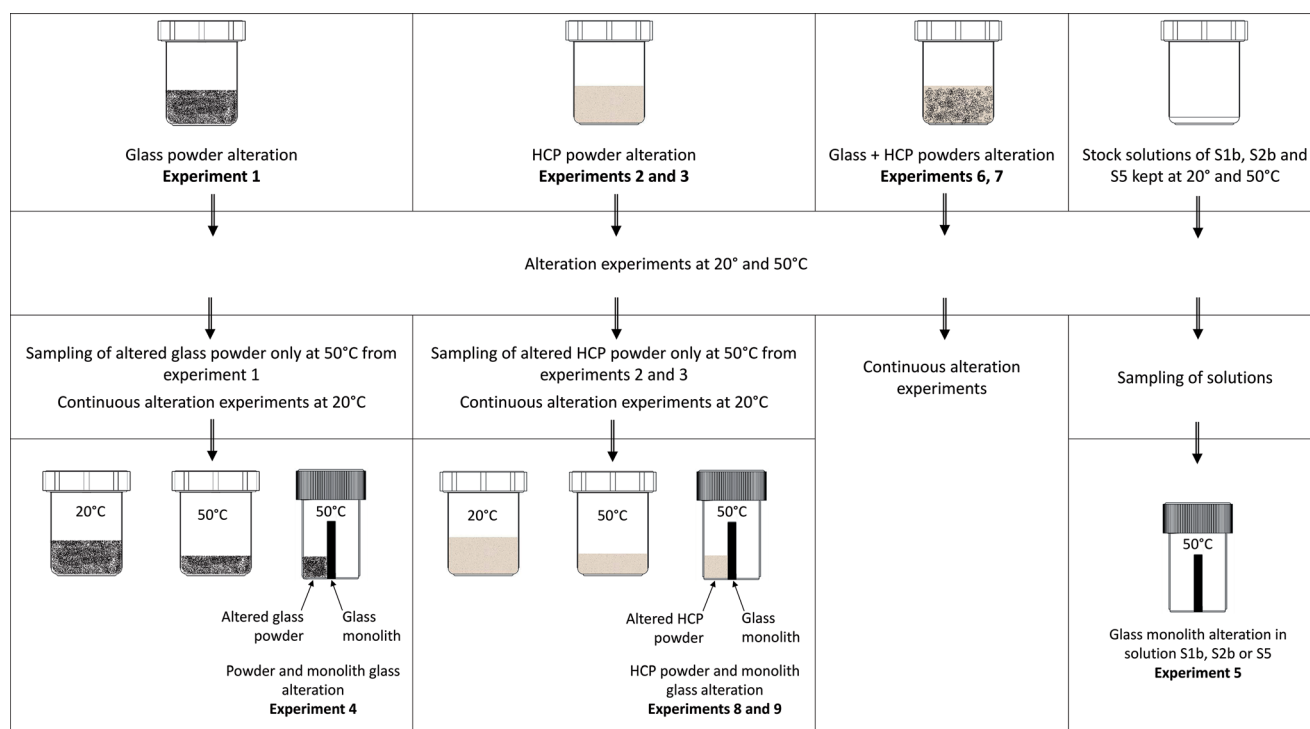 Glass powder alteration
Experiment 1
HCP powder alteration
Experiments 2 and 3
Glass + HCP powders alteration
Experiments 6, 7
Stock solutions of S1b, S2b and
S5 kept at 20° and 50°C
Alteration experiments at 20° and 50°C
Sampling of altered glass powder only at 50°C from
experiment 1
Continuous alteration experiments at 20°C
Sampling of altered HCP powder only at 50°C from
experiments 2 and 3
Continuous alteration experiments at 20°C
Continuous alteration
experiments
Sampling of solutions
20°C
50°C
50°C
Altered glass
powder
Glass
monolith
Powder and monolith glass
alteration
Experiment 4
20°C
50°C
50°C
Altered HCP
powder
Glass
monolith
HCP powder and monolith
glass alteration
Experiments 8 and 9
50°C
Glass monolith alteration in
solution S1b, S2b or S5
Experiment 5